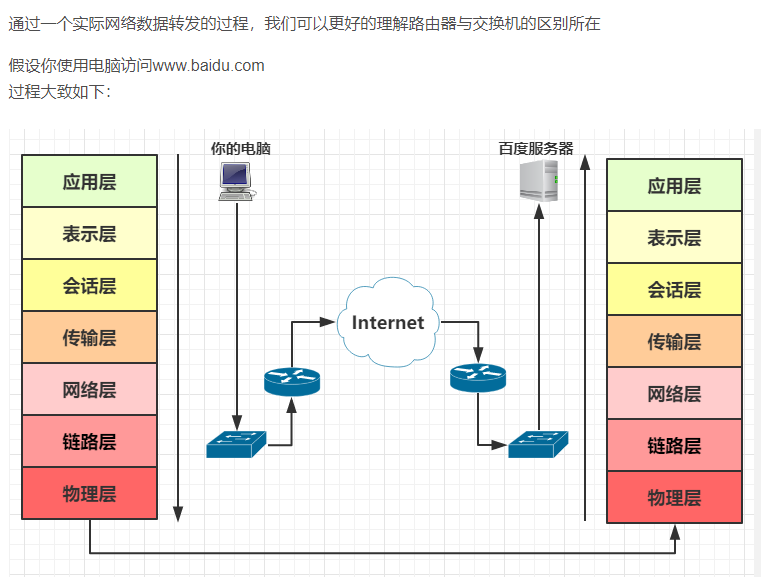 通过一个实际网络数据转发的过程，我们可以更好的理解路由器与交换机的区别所在
假设你使用电脑访问www.baidu.com
过程大致如下：
你的电脑
百度服务器
应用层
表示层
会话层
传输层
网络层
链路层
物理层
Internet
应用层
表示层
会话层
传输层
网络层
链路层
物理层